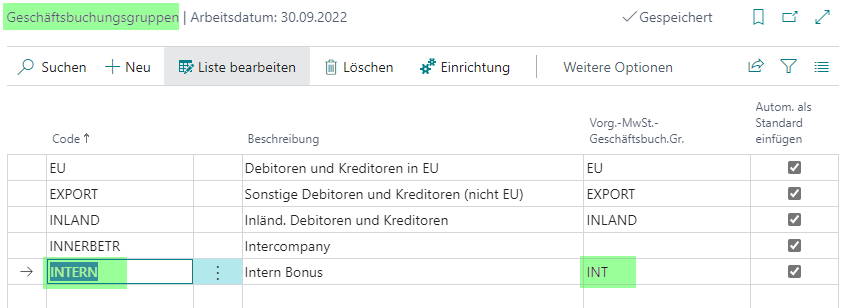 Geschäftsbuchungsgruppen | Arbeitsdatum: 30.09.2022 Gespeichert
Suchen Neu Liste bearbeiten Löschen Einrichtung Weitere Optionen
Code ↑ Beschreibung Vorg.-MwSt.-Geschäftsbuch.Gr. Autom. als Standard einfügen
EU Debitoren und Kreditoren in EU EU
EXPORT Sonstige Debitoren und Kreditoren (nicht EU) EXPORT
INLAND Inländ. Debitoren und Kreditoren INLAND
INNERBETR Intercompany
INTERN Intern Bonus INT